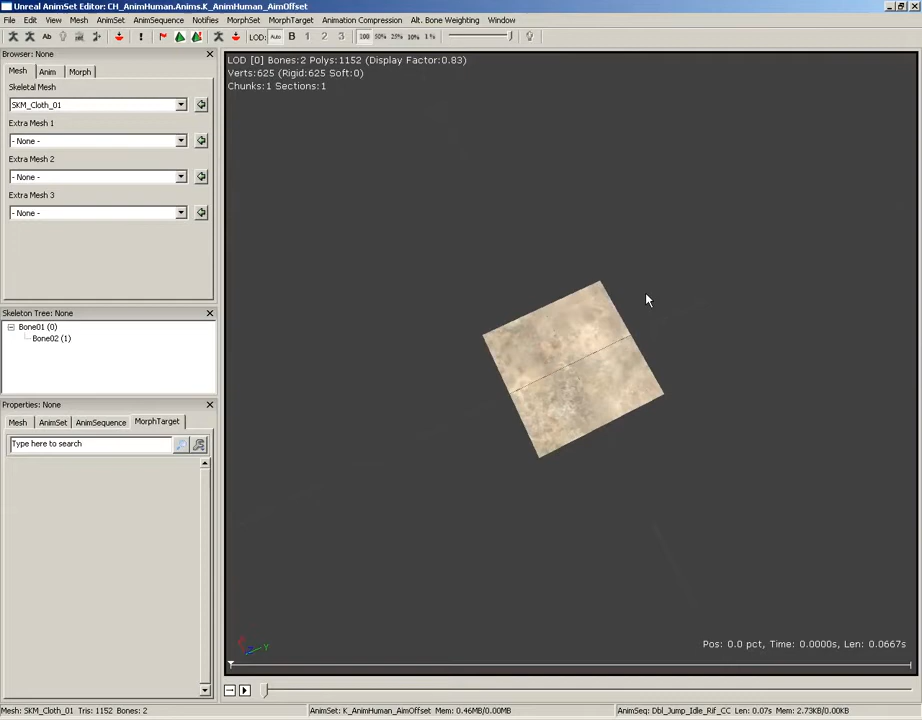 Unreal AnimSet Editor: CH_AnimHuman.Anims.K_AnimHuman_AimOffset
File Edit View Mesh AnimSet AnimSequence Notifies MorphSet MorphTarget Animation Compression Alt. Bone Weighting Window
Ab LOD: Auto B 1 2 3 100 50% 25% 10% 1%
Browser: None
Mesh Anim Morph
Skeletal Mesh
SKM_Cloth_01
Extra Mesh 1
- None -
Extra Mesh 2
- None -
Extra Mesh 3
- None -
LOD [0] Bones:2 Polys:1152 (Display Factor:0.83)
Verts:625 (Rigid:625 Soft:0)
Chunks:1 Sections:1
Skeleton Tree: None
Bone01 (0)
Bone02 (1)
Properties: None
Mesh AnimSet AnimSequence MorphTarget
Type here to search
Y
Pos: 0.0 pct, Time: 0.0000s, Len: 0.0667s
Mesh: SKM_Cloth_01 Tris: 1152 Bones: 2
AnimSet: K_AnimHuman_AimOffset Mem: 0.46MB/0.00MB
AnimSeq: Dbl_Jump_Idle_Rif_CC Len: 0.07s Mem: 2.73KB/0.00KB